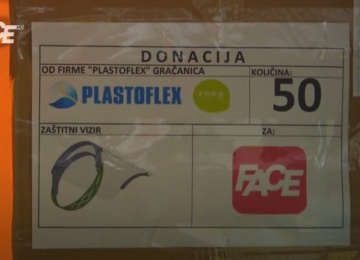 FACE
DONACIJA
OD FIRME "PLASTOFLEX" GRAČANICA
KOLIČINA:
PLASTOFLEX
50
ZAŠTITNI VIZIR
ZA:
FACE